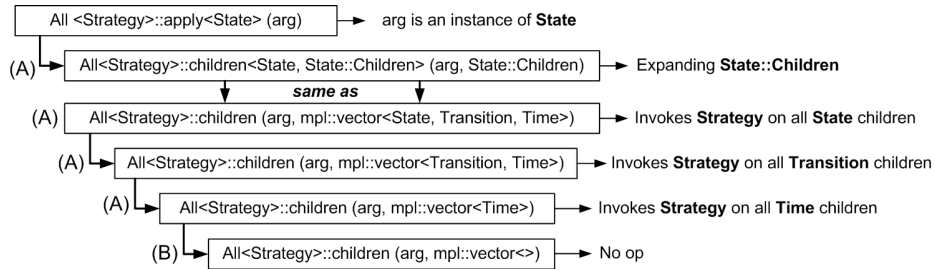 All <Strategy>::apply<State> (arg) arg is an instance of State
(A) All<Strategy>::children<State, State::Children> (arg, State::Children) Expanding State::Children
same as
(A) All<Strategy>::children (arg, mpl::vector<State, Transition, Time>) Invokes Strategy on all State children
(A) All<Strategy>::children (arg, mpl::vector<Transition, Time>) Invokes Strategy on all Transition children
(A) All<Strategy>::children (arg, mpl::vector<Time>) Invokes Strategy on all Time children
(B) All<Strategy>::children (arg, mpl::vector<>) No op